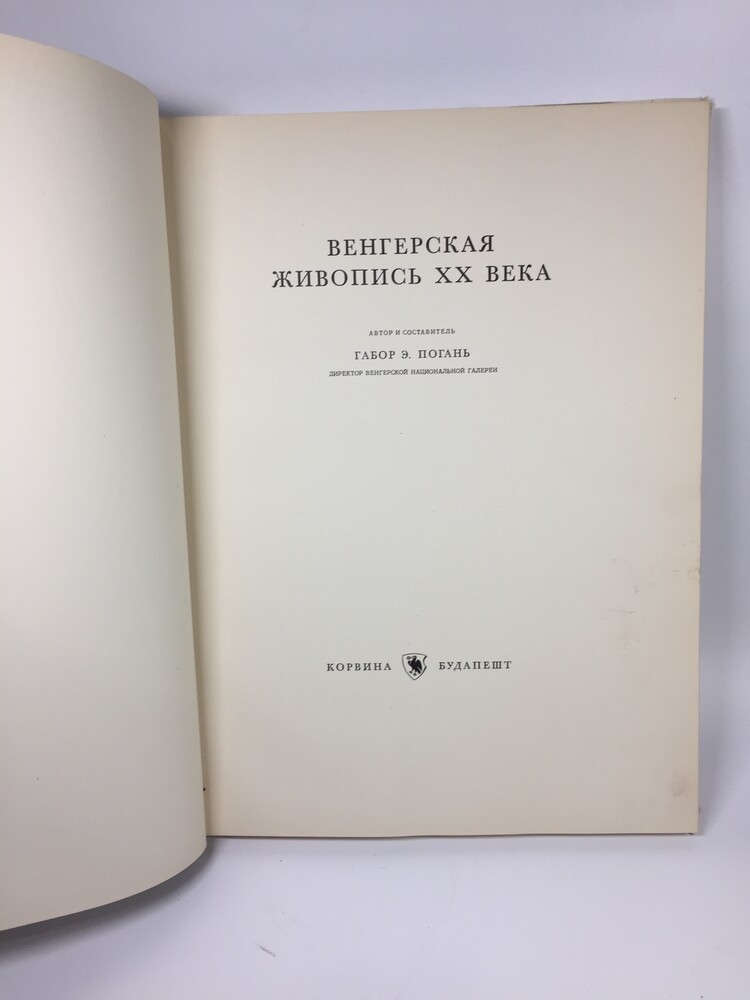 ВЕНГЕРСКАЯ
ЖИВОПИСЬ XX ВЕКА
АВТОР И СОСТАВИТЕЛЬ
ГАБОР Э. ПОГАНЬ
ДИРЕКТОР ВЕНГЕРСКОЙ НАЦИОНАЛЬНОЙ ГАЛЕРЕИ
КОРВИНА БУДАПЕШТ